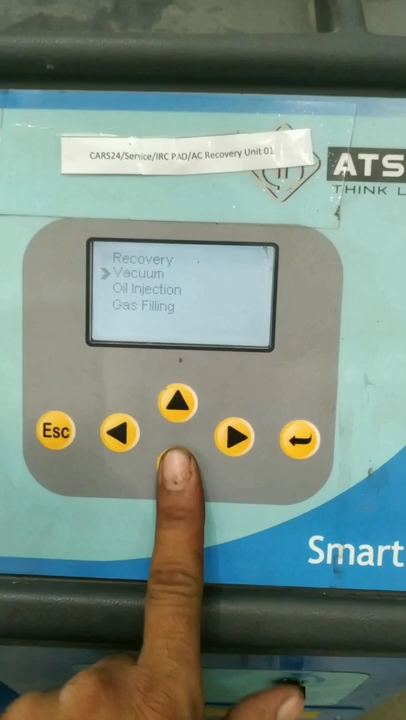 CARS24/Service/IRC PAD/AC Recovery Unit 01
ATS
THINK L
Recovery
Vacuum
Oil Injection
Gas Filling
Esc
Smart